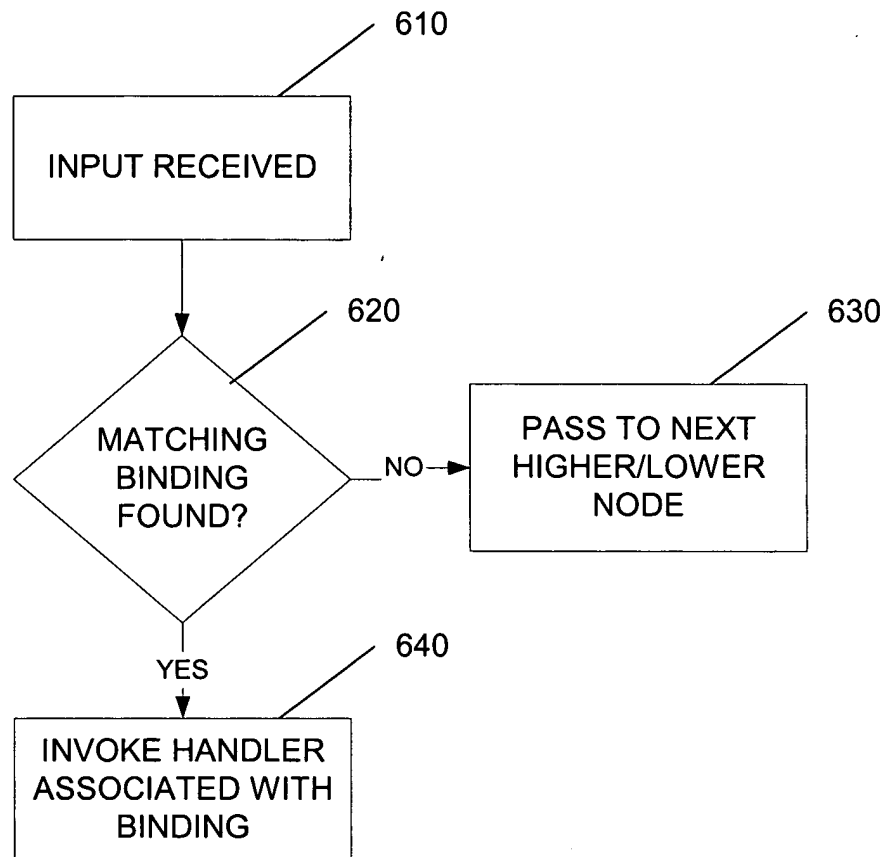 610
INPUT RECEIVED
620
630
MATCHING
BINDING
FOUND?
NO
PASS TO NEXT
HIGHER/LOWER
NODE
YES
640
INVOKE HANDLER
ASSOCIATED WITH
BINDING